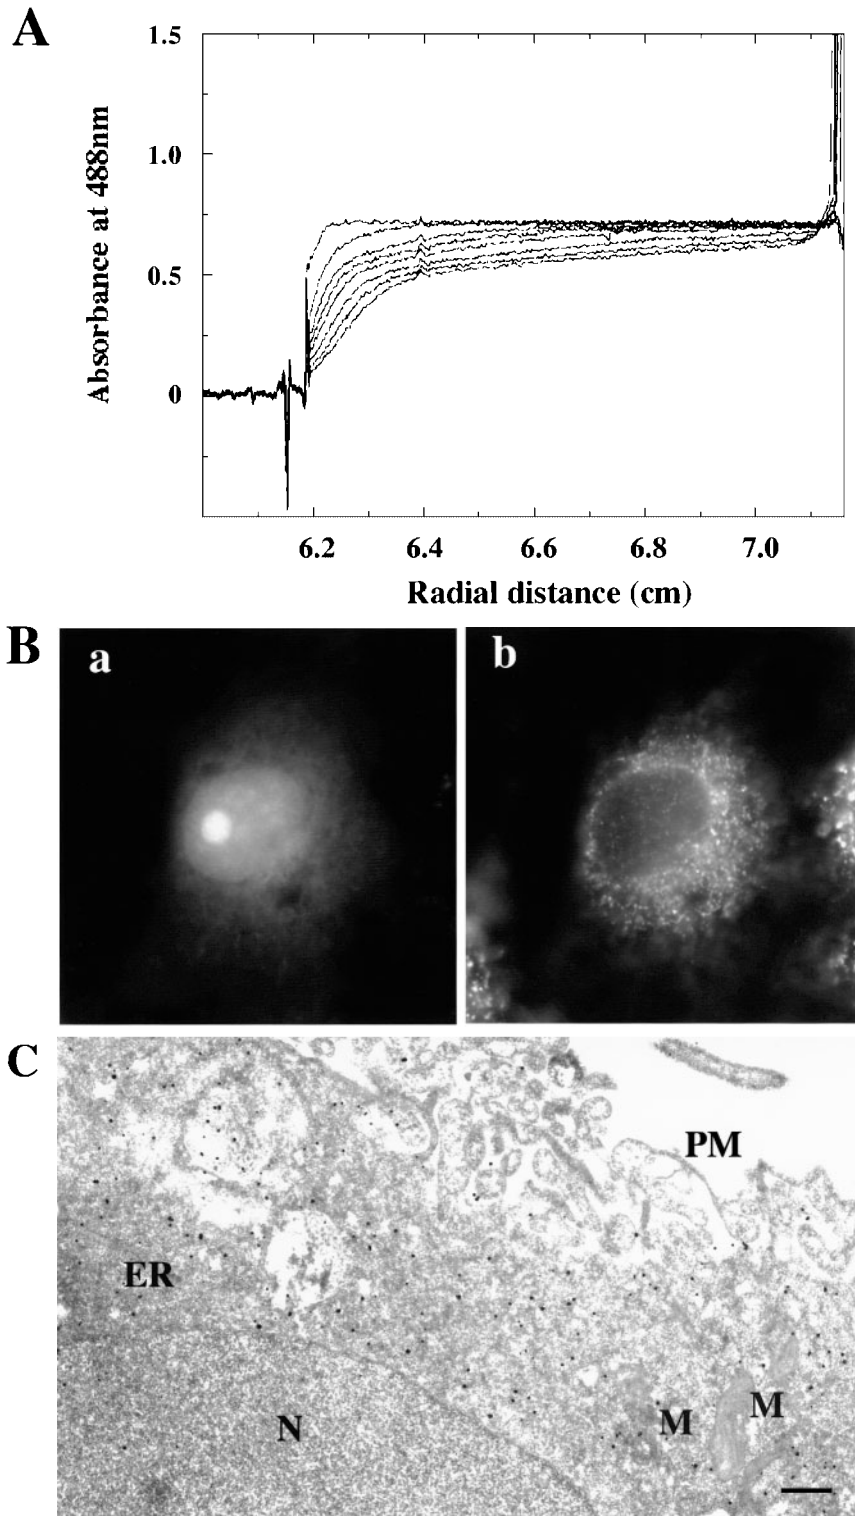 A
1.5
1.0
0.5
0
Absorbance at 488nm
6.2 6.4 6.6 6.8 7.0
Radial distance (cm)
B
a b
C
PM
ER
N
M M